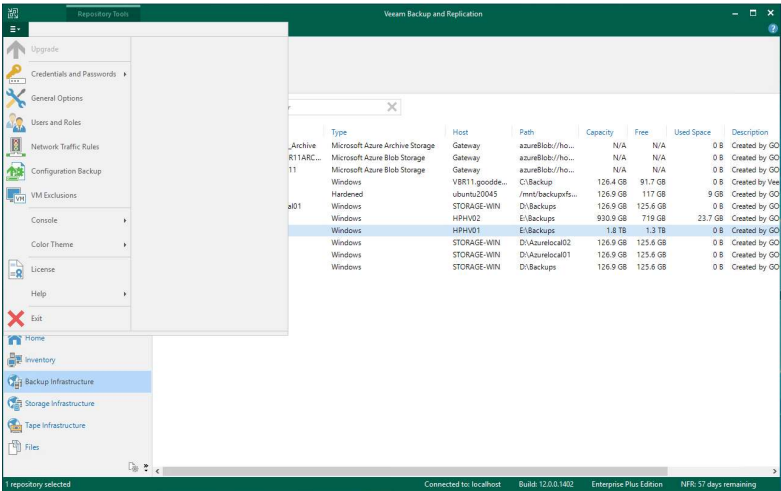 Repository Tools
Veeam Backup and Replication
Upgrade
Credentials and Passwords
General Options
Users and Roles
Network Traffic Rules
Configuration Backup
VM Exclusions
Console
Color Theme
License
Help
Exit
Type Host Path Capacity Free Used Space Description
_Archive Microsoft Azure Archive Storage Gateway azureBlob://ho... N/A N/A 0 B Created by GO
R11ARC... Microsoft Azure Blob Storage Gateway azureBlob://ho... N/A N/A 0 B Created by GO
11 Microsoft Azure Blob Storage Gateway azureBlob://ho... N/A N/A 0 B Created by GO
Windows VBR11.goodde... C:\Backup 126.4 GB 91.7 GB 0 B Created by Vee
Hardened ubuntu20045 /mnt/backupxfs... 126.9 GB 117 GB 9 GB Created by GO
al01 Windows STORAGE-WIN D:\Backups 126.9 GB 125.6 GB 0 B Created by GO
Windows HPHV02 E:\Backups 930.9 GB 719 GB 23.7 GB Created by GO
Windows HPHV01 E:\Backups 1.8 TB 1.3 TB 0 B Created by GO
Windows STORAGE-WIN D:\Azurelocal02 126.9 GB 125.6 GB 0 B Created by GO
Windows STORAGE-WIN D:\Azurelocal01 126.9 GB 125.6 GB 0 B Created by GO
Windows STORAGE-WIN D:\Backups 126.9 GB 125.6 GB 0 B Created by GO
Home
Inventory
Backup Infrastructure
Storage Infrastructure
Tape Infrastructure
Files
1 repository selected
Connected to: localhost Build: 12.0.0.1402 Enterprise Plus Edition NFR: 57 days remaining